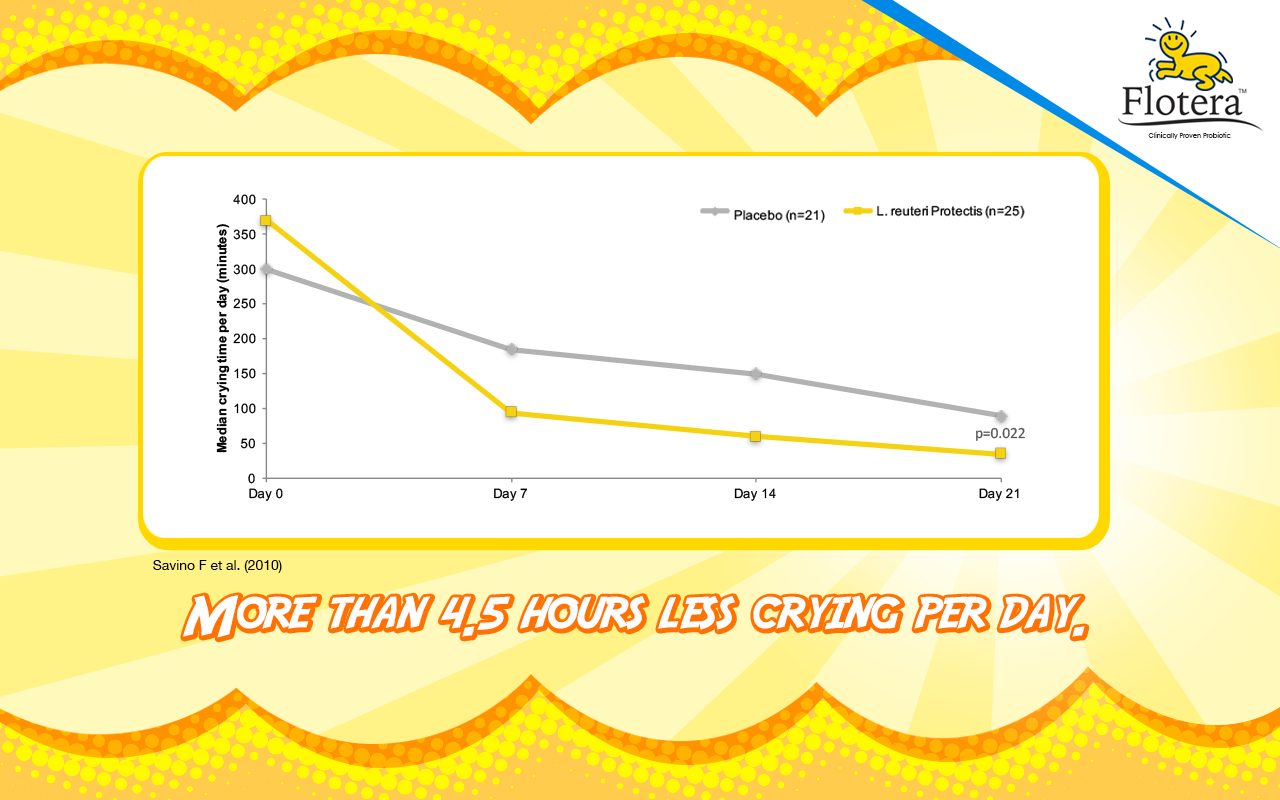 Flotera™
Clinically Proven Probiotic
Placebo (n=21)
L. reuteri Protectis (n=25)
Median crying time per day (minutes)
400
350
300
250
200
150
100
50
0
p=0.022
Day 0
Day 7
Day 14
Day 21
Savino F et al. (2010)
MORE THAN 4.5 HOURS LESS CRYING PER DAY.